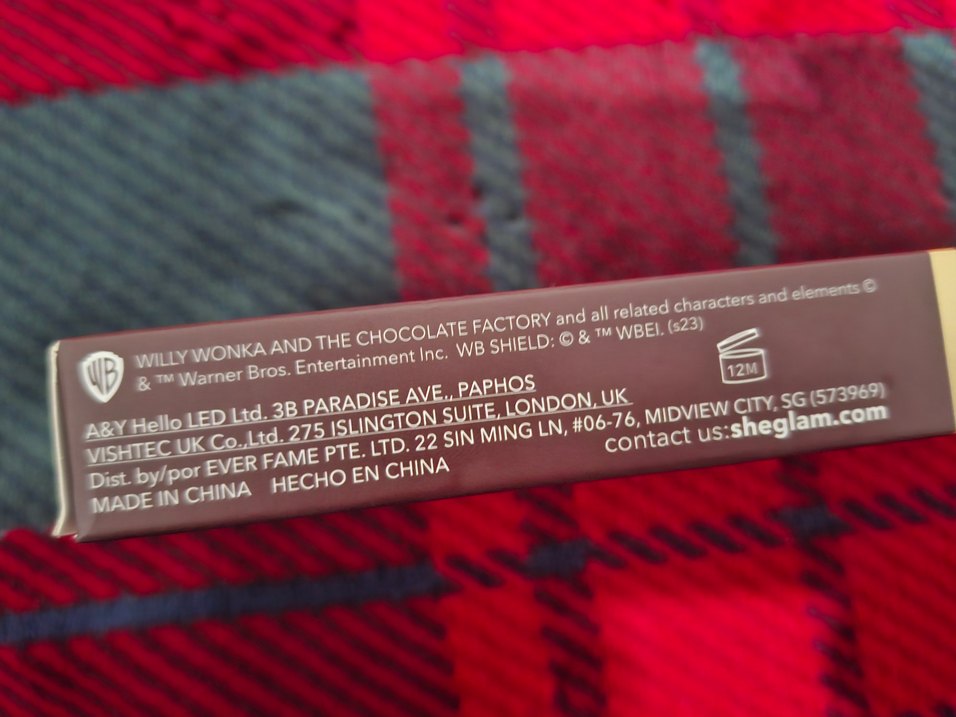 WB
WILLY WONKA AND THE CHOCOLATE FACTORY and all related characters and elements ©
& ™ Warner Bros. Entertainment Inc. WB SHIELD: © & ™ WBEI. (s23)
12M
A&Y Hello LED Ltd. 3B PARADISE AVE., PAPHOS
VISHTEC UK Co.,Ltd. 275 ISLINGTON SUITE, LONDON, UK
Dist. by/por EVER FAME PTE. LTD. 22 SIN MING LN, #06-76, MIDVIEW CITY, SG (573969)
MADE IN CHINA HECHO EN CHINA
contact us:sheglam.com